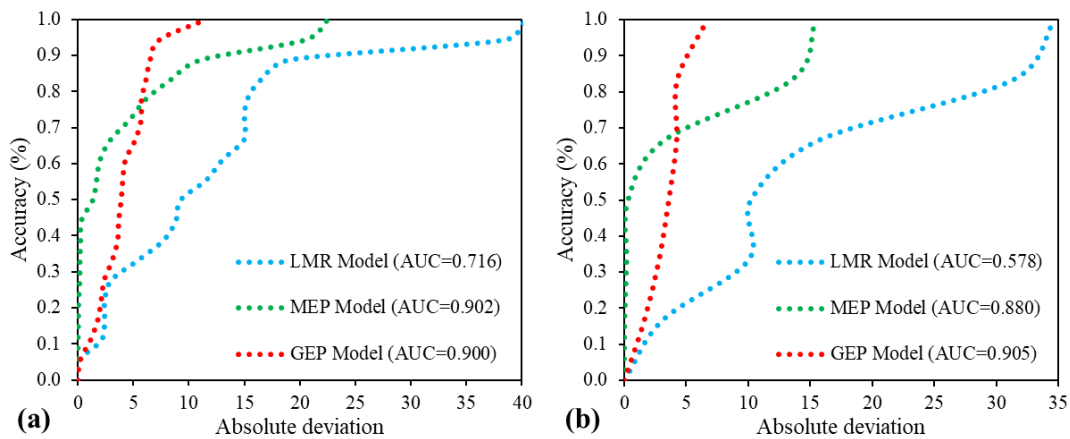 1.0
0.9
0.8
0.7
0.6
0.5
0.4
0.3
0.2
0.1
0.0
Accuracy (%)
LMR Model (AUC=0.716)
MEP Model (AUC=0.902)
GEP Model (AUC=0.900)
0 5 10 15 20 25 30 35 40
(a) Absolute deviation
1.0
0.9
0.8
0.7
0.6
0.5
0.4
0.3
0.2
0.1
0.0
Accuracy (%)
LMR Model (AUC=0.578)
MEP Model (AUC=0.880)
GEP Model (AUC=0.905)
0 5 10 15 20 25 30 35
(b) Absolute deviation